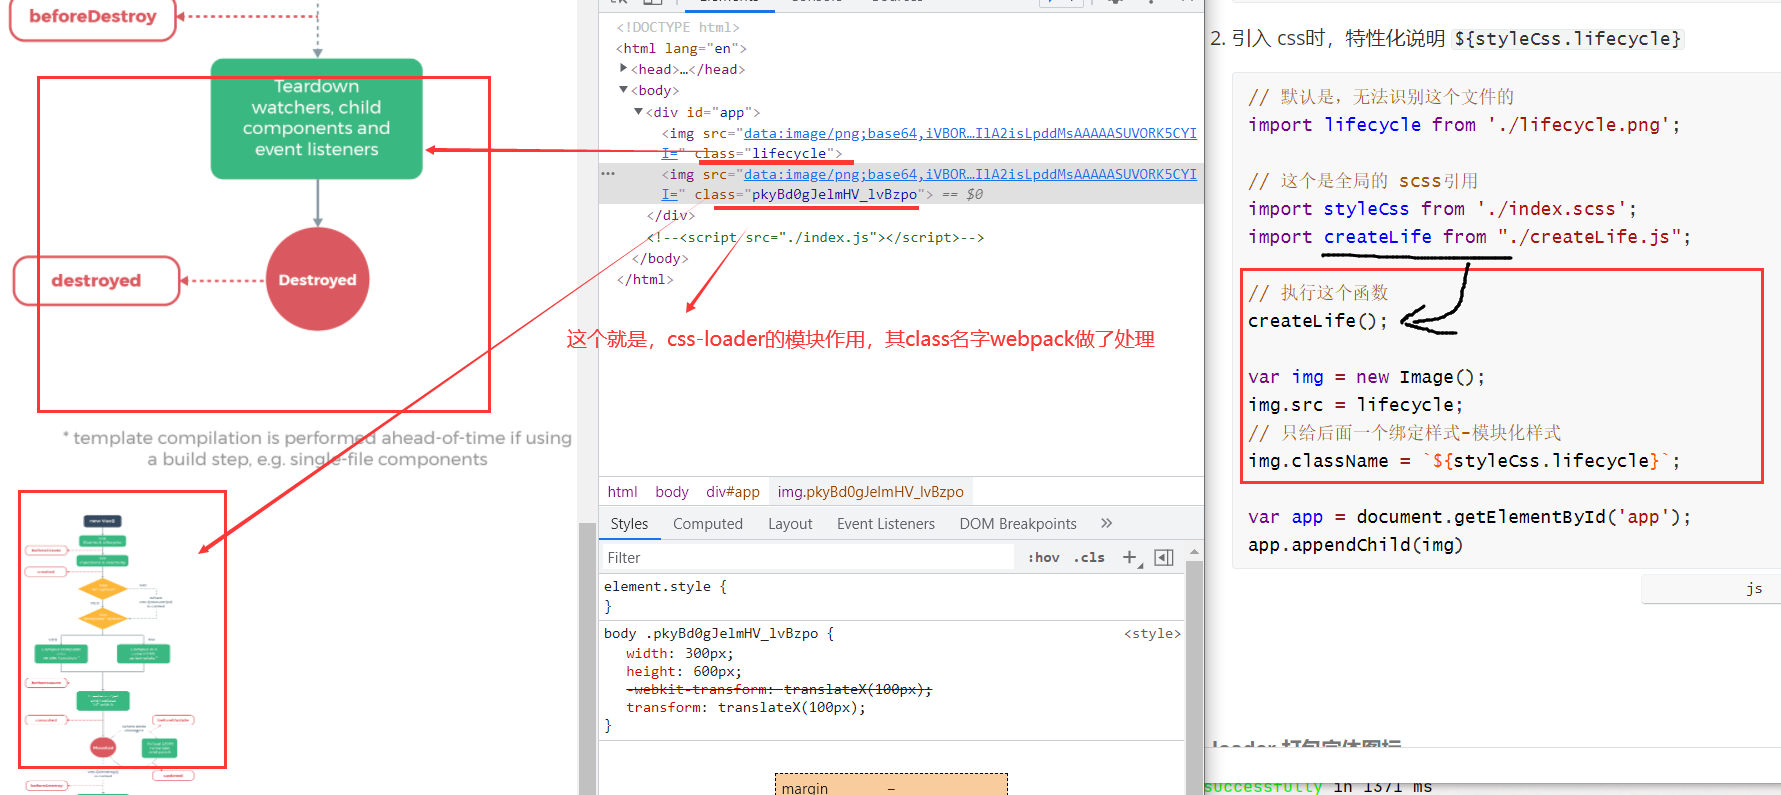 beforeDestroy
Teardown
watchers, child
components and
event listeners
destroyed
Destroyed
* template compilation is performed ahead-of-time if using
a build step, e.g. single-file components
<!DOCTYPE html>
<html lang="en">
<head>…</head>
<body>
<div id="app">
<img src="data:image/png;base64,iVBOR…IlA2isLpddMsAAAAASUVORK5CYI
I=" class="lifecycle">
<img src="data:image/png;base64,iVBOR…IlA2isLpddMsAAAAASUVORK5CYI
I=" class="pkyBd0gJelmHV_lvBzpo"> == $0
</div>
<!--<script src="./index.js"></script>-->
</body>
</html>
这个就是，css-loader的模块作用，其class名字webpack做了处理
html body div#app img.pkyBd0gJelmHV_lvBzpo
Styles Computed Layout Event Listeners DOM Breakpoints »
Filter :hov .cls +
element.style {
}
body .pkyBd0gJelmHV_lvBzpo { <style>
width: 300px;
height: 600px;
-webkit-transform: translateX(100px);
transform: translateX(100px);
}
margin –
2. 引入 css时，特性化说明 ${styleCss.lifecycle}
// 默认是，无法识别这个文件的
import lifecycle from './lifecycle.png';
// 这个是全局的 scss引用
import styleCss from './index.scss';
import createLife from "./createLife.js";
// 执行这个函数
createLife();
var img = new Image();
img.src = lifecycle;
// 只给后面一个绑定样式-模块化样式
img.className = `${styleCss.lifecycle}`;
var app = document.getElementById('app');
app.appendChild(img)
js
successfully in 1371 ms